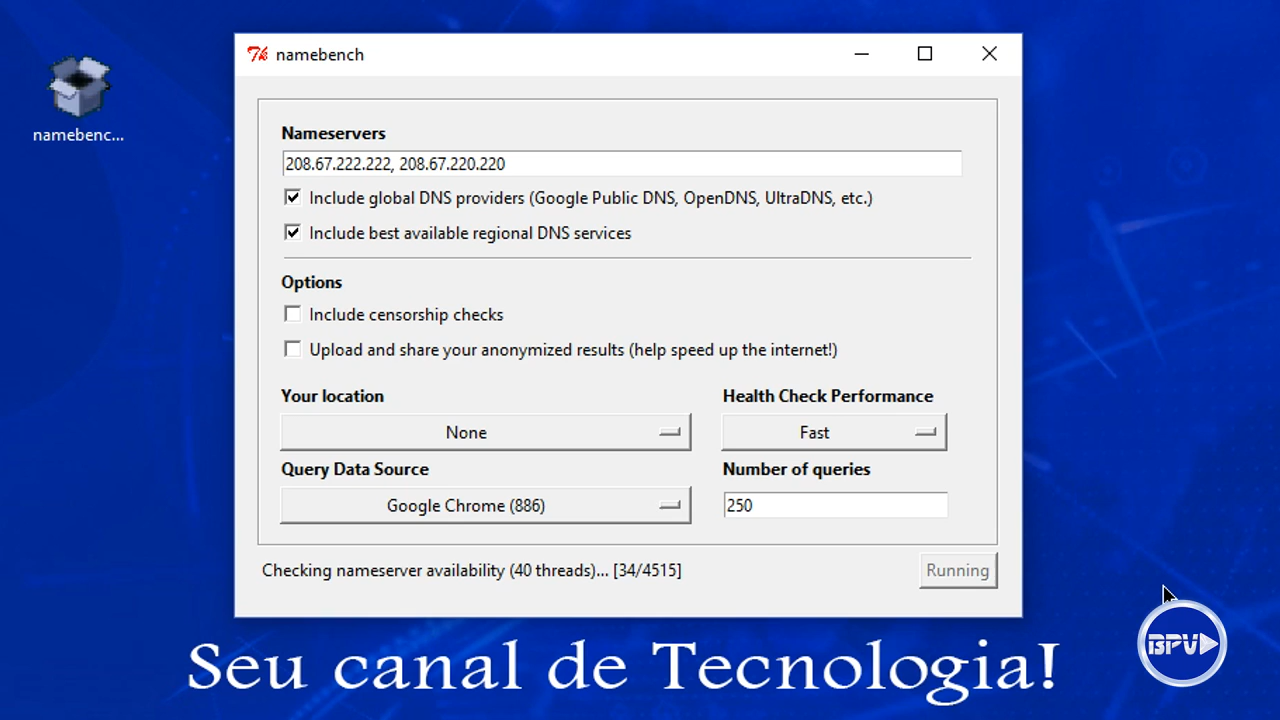 namebench
namebenc...
Nameservers
208.67.222.222, 208.67.220.220
Include global DNS providers (Google Public DNS, OpenDNS, UltraDNS, etc.)
Include best available regional DNS services
Options
Include censorship checks
Upload and share your anonymized results (help speed up the internet!)
Your location
Health Check Performance
None
Fast
Query Data Source
Number of queries
Google Chrome (886)
250
Checking nameserver availability (40 threads)... [34/4515]
Running
BPV
Seu canal de Tecnologia!